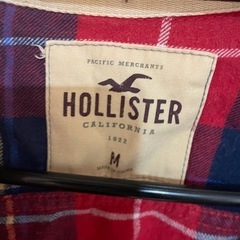 PACIFIC MERCHANTS
HOLLISTER
CALIFORNIA
1922
M